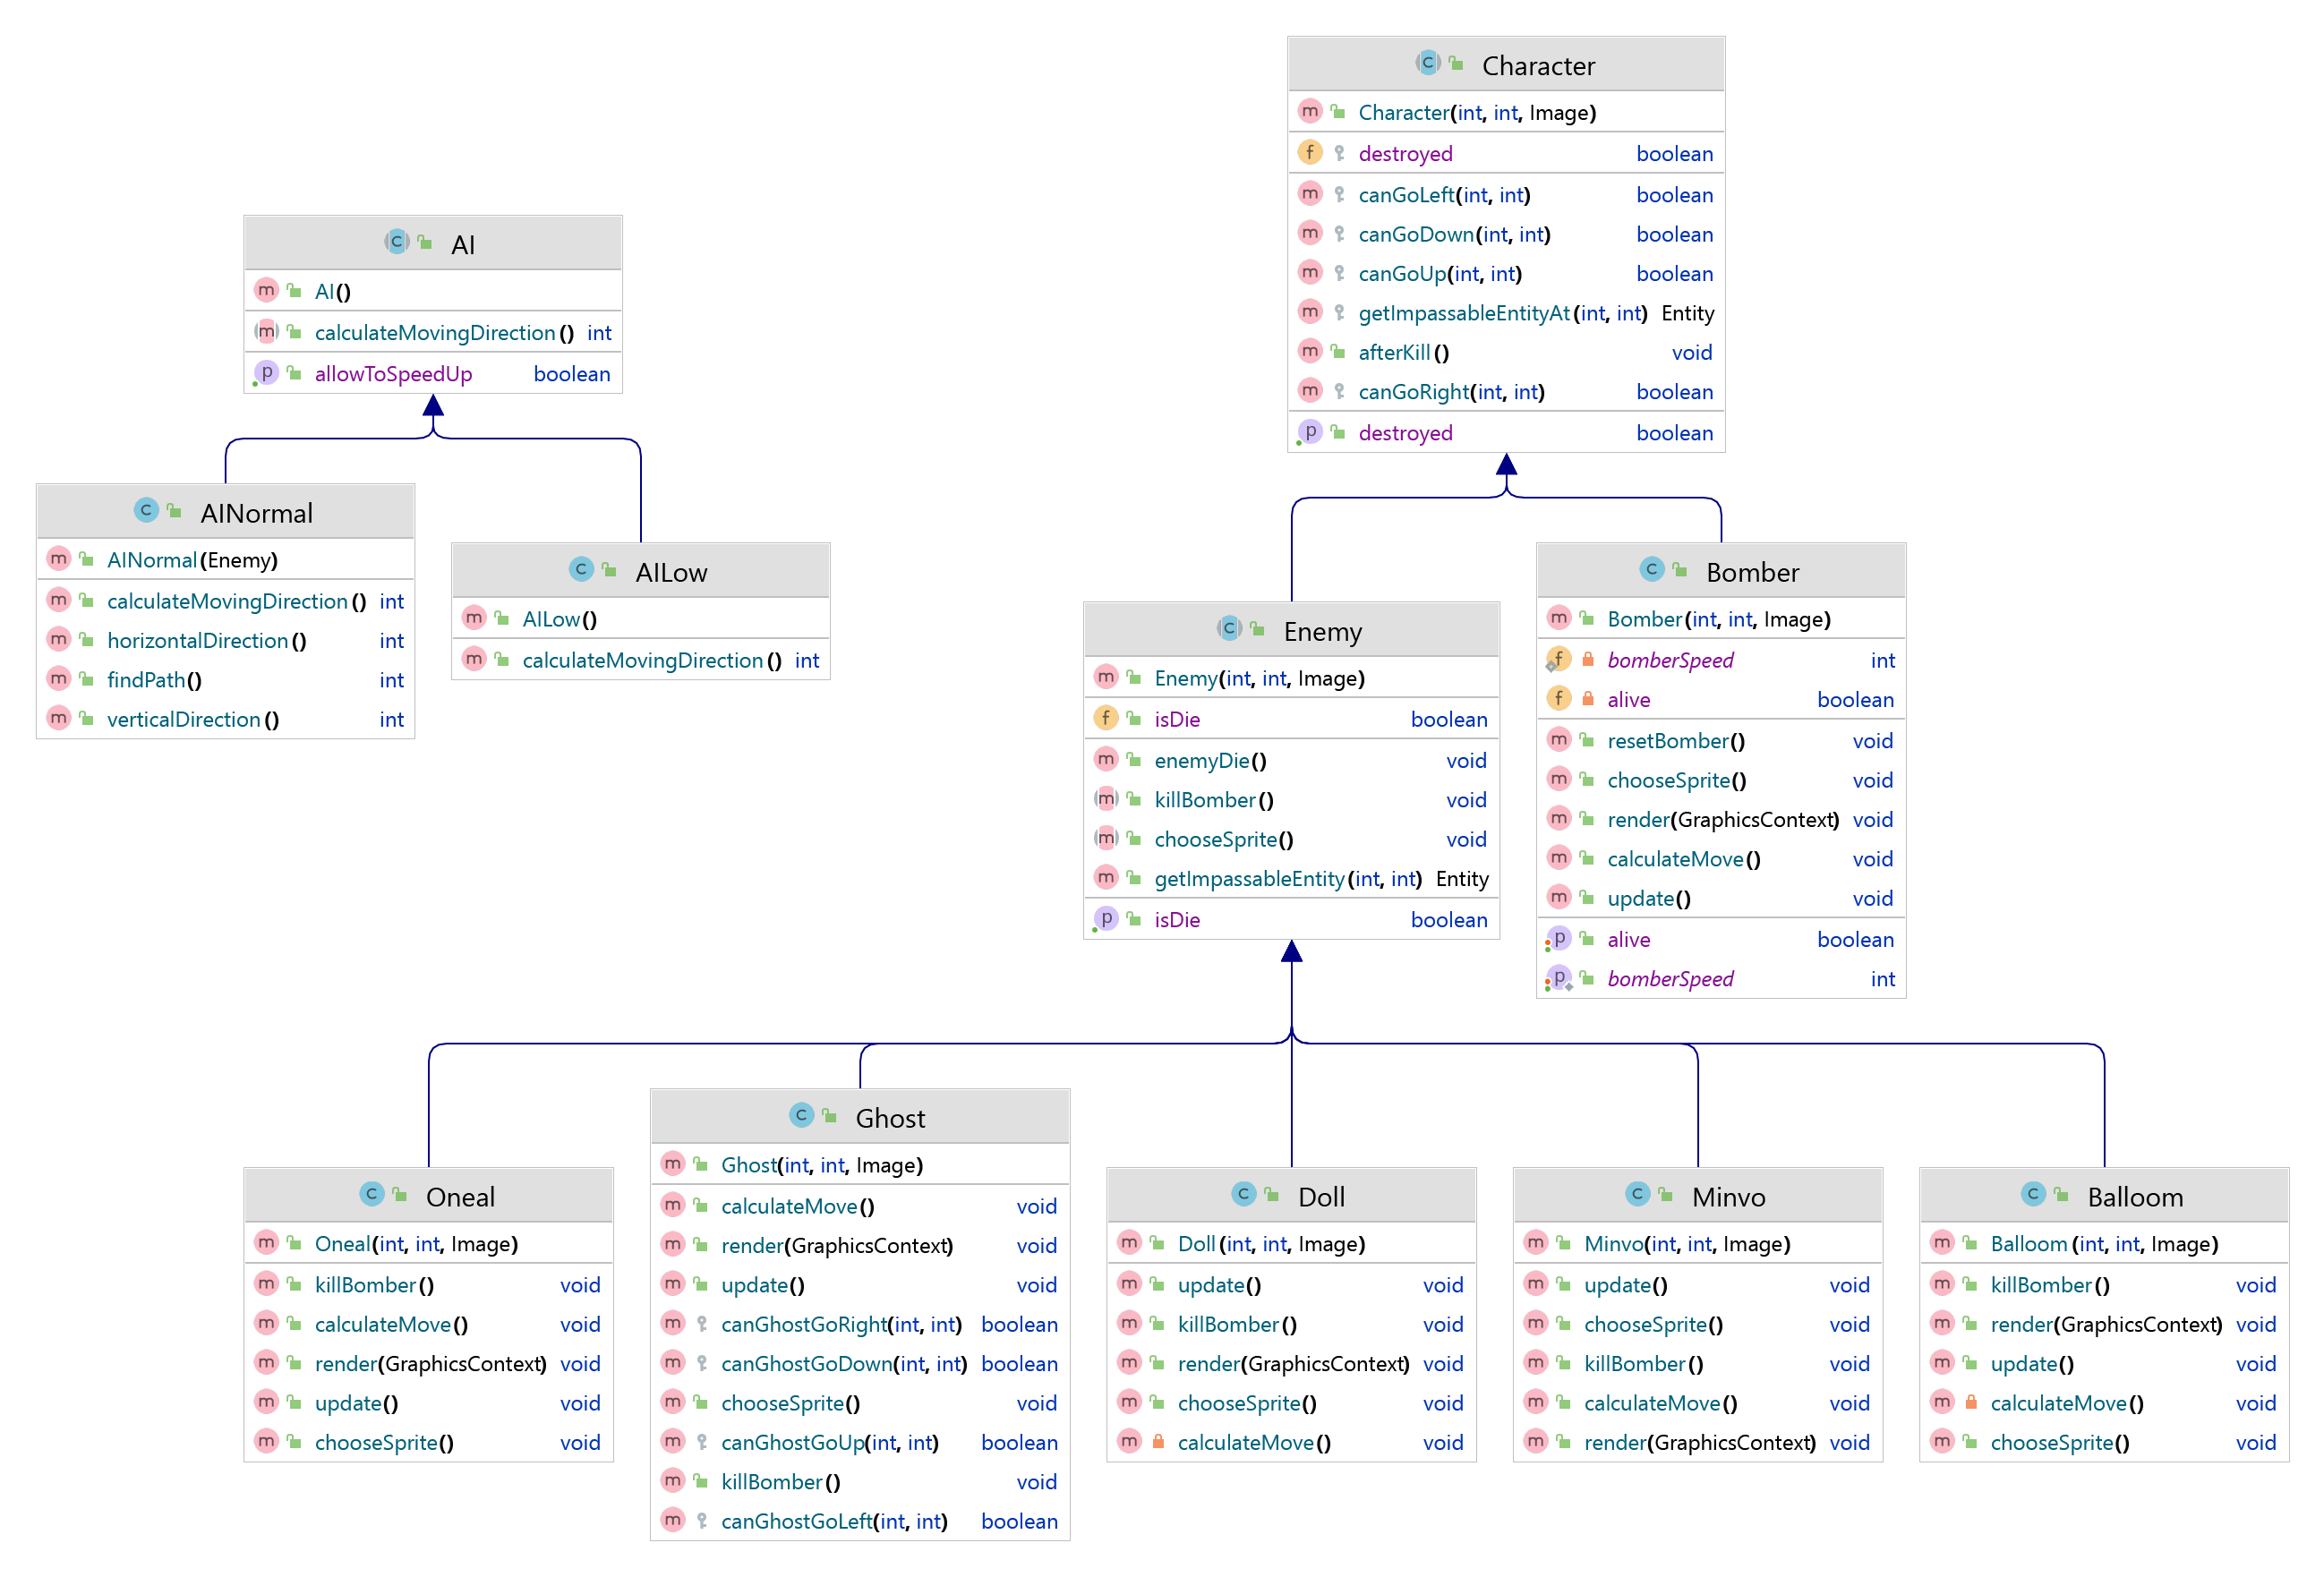 Character
Character(int, int, Image)
destroyed boolean
canGoLeft(int, int) boolean
canGoDown(int, int) boolean
canGoUp(int, int) boolean
getImpassableEntityAt(int, int) Entity
afterKill() void
canGoRight(int, int) boolean
destroyed boolean
AI
AI()
calculateMovingDirection() int
allowToSpeedUp boolean
AINormal
AINormal(Enemy)
calculateMovingDirection() int
horizontalDirection() int
findPath() int
verticalDirection() int
AILow
AILow()
calculateMovingDirection() int
Enemy
Enemy(int, int, Image)
isDie boolean
enemyDie() void
killBomber() void
chooseSprite() void
getImpassableEntity(int, int) Entity
isDie boolean
Bomber
Bomber(int, int, Image)
bomberSpeed int
alive boolean
resetBomber() void
chooseSprite() void
render(GraphicsContext) void
calculateMove() void
update() void
alive boolean
bomberSpeed int
Oneal
Oneal(int, int, Image)
killBomber() void
calculateMove() void
render(GraphicsContext) void
update() void
chooseSprite() void
Ghost
Ghost(int, int, Image)
calculateMove() void
render(GraphicsContext) void
update() void
canGhostGoRight(int, int) boolean
canGhostGoDown(int, int) boolean
chooseSprite() void
canGhostGoUp(int, int) boolean
killBomber() void
canGhostGoLeft(int, int) boolean
Doll
Doll(int, int, Image)
update() void
killBomber() void
render(GraphicsContext) void
chooseSprite() void
calculateMove() void
Minvo
Minvo(int, int, Image)
update() void
chooseSprite() void
killBomber() void
calculateMove() void
render(GraphicsContext) void
Balloom
Balloom(int, int, Image)
killBomber() void
render(GraphicsContext) void
update() void
calculateMove() void
chooseSprite() void